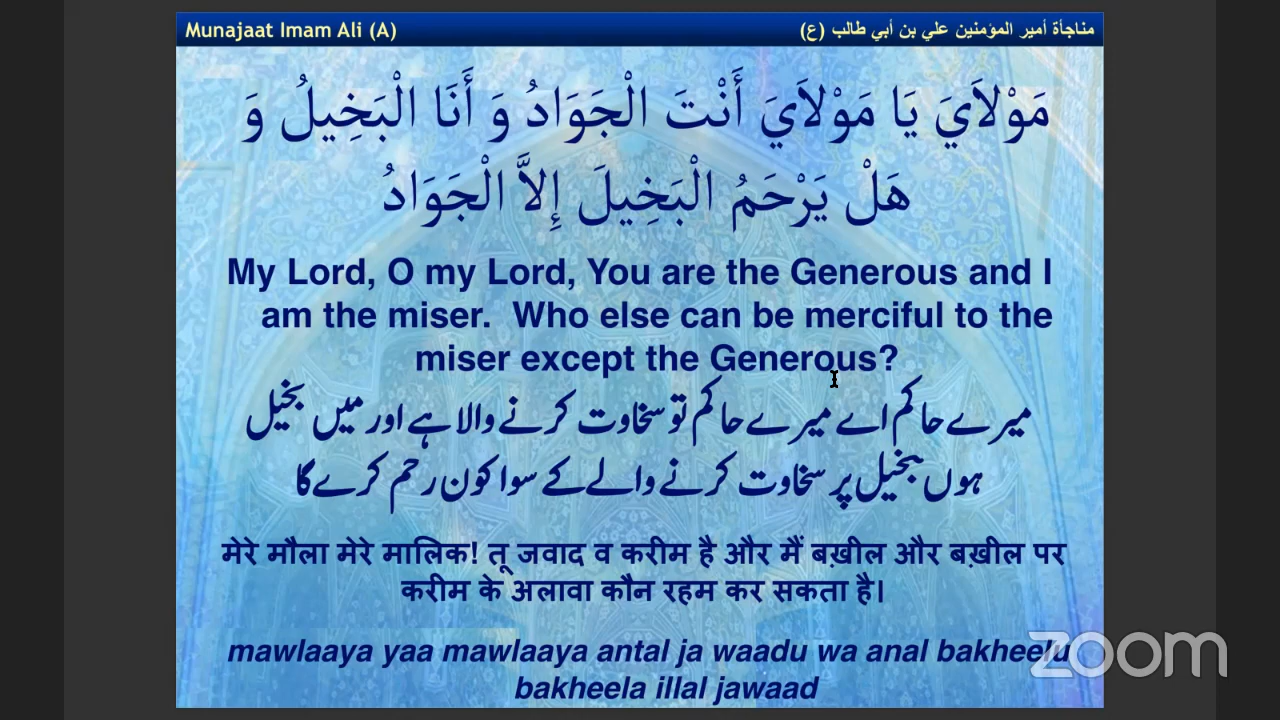 Munajaat Imam Ali (A)
مناجأة أمير المؤمنين علي بن أبي طالب (ع)
مَوْلاَيَ يَا مَوْلاَيَ أَنْتَ الْجَوَادُ وَ أَنَا الْبَخِيلُ وَ
هَلْ يَرْحَمُ الْبَخِيلَ إِلاَّ الْجَوَادُ
My Lord, O my Lord, You are the Generous and I
am the miser.  Who else can be merciful to the
miser except the Generous?
میرے حاکم اے میرے حاکم تو سخاوت کرنے والا ہے اور میں بخیل
ہوں بخیل پر سخاوت کرنے والے کے سوا کون رحم کرے گا
मेरे मौला मेरे मालिक! तू जवाद व करीम है और मैं बख़ील और बख़ील पर
करीम के अलावा कौन रहम कर सकता है।
mawlaaya yaa mawlaaya antal ja waadu wa anal bakheelu
bakheela illal jawaad
zoom